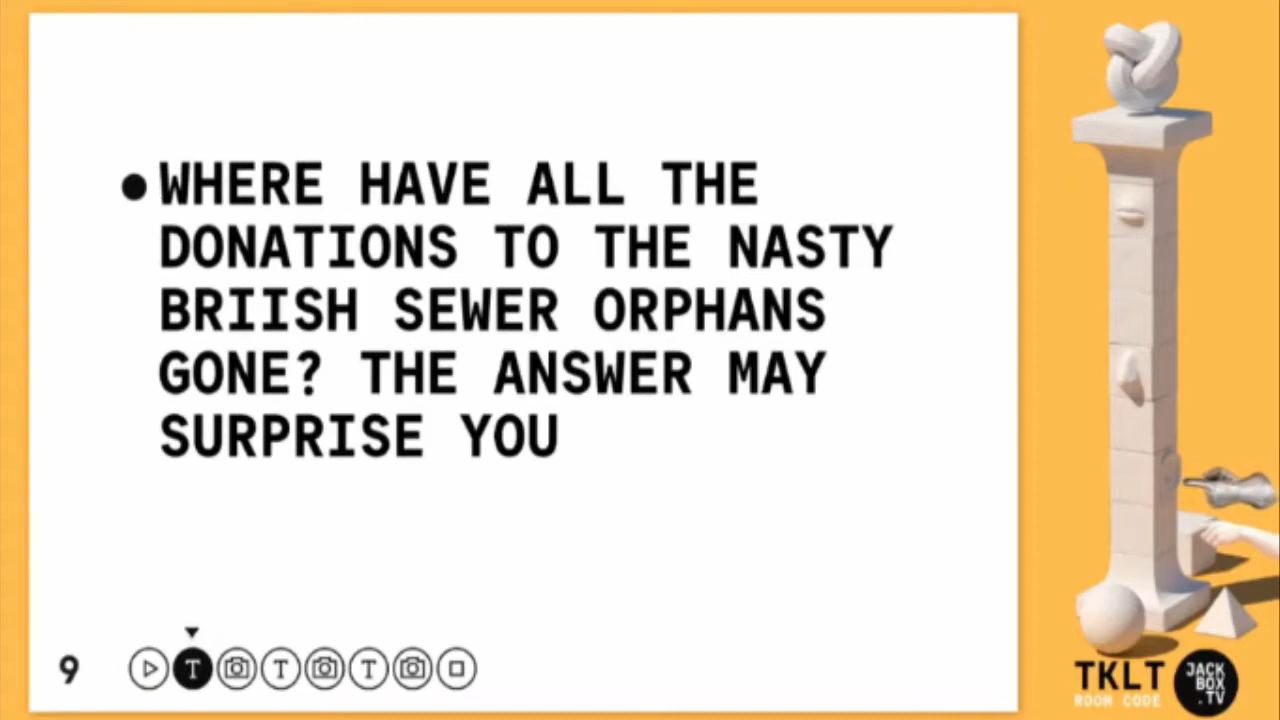 ● WHERE HAVE ALL THE
DONATIONS TO THE NASTY
BRIISH SEWER ORPHANS
GONE? THE ANSWER MAY
SURPRISE YOU
9
T T T
TKLT
ROOM CODE
JACK
BOX
.TV